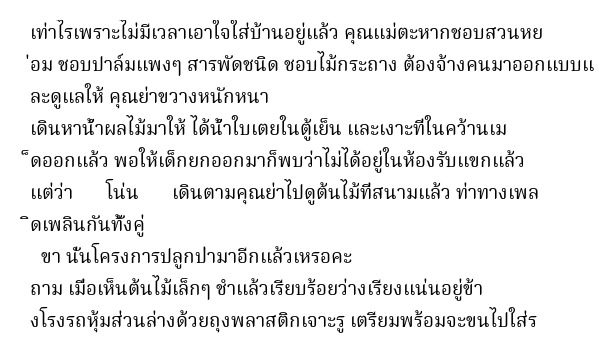 เท่าไรเพราะไม่มีเวลาเอาใจใส่บ้านอยู่แล้ว คุณแม่ตะหากชอบสวนหย
่อม ชอบปาล์มแพงๆ สารพัดชนิด ชอบไม้กระถาง ต้องจ้างคนมาออกแบบแ
ละดูแลให้ คุณย่าขวางหนักหนา
เดินหาน้ำผลไม้มาให้ ได้น้ำใบเตยในตู้เย็น และเงาะที่ในคว้านเม
็ดออกแล้ว พอให้เด็กยกออกมาก็พบว่าไม่ได้อยู่ในห้องรับแขกแล้ว
แต่ว่า โน่น เดินตามคุณย่าไปดูต้นไม้ที่สนามแล้ว ท่าทางเพล
ิดเพลินกันทั้งคู่
ขา นั่นโครงการปลูกป่ามาอีกแล้วเหรอคะ
ถาม เมื่อเห็นต้นไม้เล็กๆ ชำแล้วเรียบร้อยว่างเรียงแน่นอยู่ข้า
งโรงรถหุ้มส่วนล่างด้วยถุงพลาสติกเจาะรู เตรียมพร้อมจะขนไปใส่ร